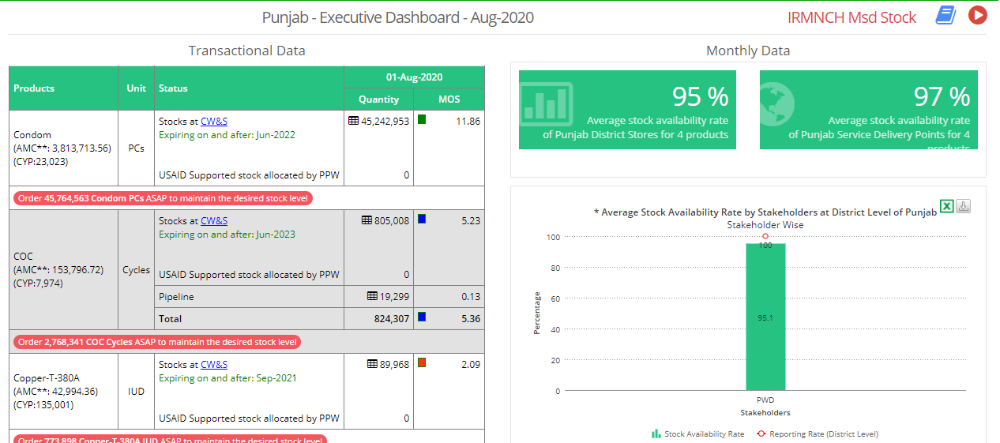 Punjab - Executive Dashboard - Aug-2020
IRMNCH Msd Stock
Transactional Data
Products
Unit
Status
01-Aug-2020
Quantity
MOS
Condom
(AMC**: 3,813,713.56)
(CYP:23,023)
PCs
Stocks at CW&S
Expiring on and after: Jun-2022
45,242,953
11.86
USAID Supported stock allocated by PPW
0
Order 45,764,563 Condom PCs ASAP to maintain the desired stock level
COC
(AMC**: 153,796.72)
(CYP:7,974)
Cycles
Stocks at CW&S
Expiring on and after: Jun-2023
805,008
5.23
USAID Supported stock allocated by PPW
0
Pipeline
19,299
0.13
Total
824,307
5.36
Order 2,768,341 COC Cycles ASAP to maintain the desired stock level
Copper-T-380A
(AMC**: 42,994.36)
(CYP:135,001)
IUD
Stocks at CW&S
Expiring on and after: Sep-2021
89,968
2.09
USAID Supported stock allocated by PPW
0
Order 773,898 Copper-T-380A IUD ASAP to maintain the desired stock level
Monthly Data
95 %
Average stock availability rate
of Punjab District Stores for 4 products
97 %
Average stock availability rate
of Punjab Service Delivery Points for 4
products
* Average Stock Availability Rate by Stakeholders at District Level of Punjab
Stakeholder Wise
100
80
60
40
20
0
Percentage
100
95.1
PWD
Stakeholders
Stock Availability Rate
Reporting Rate (District Level)